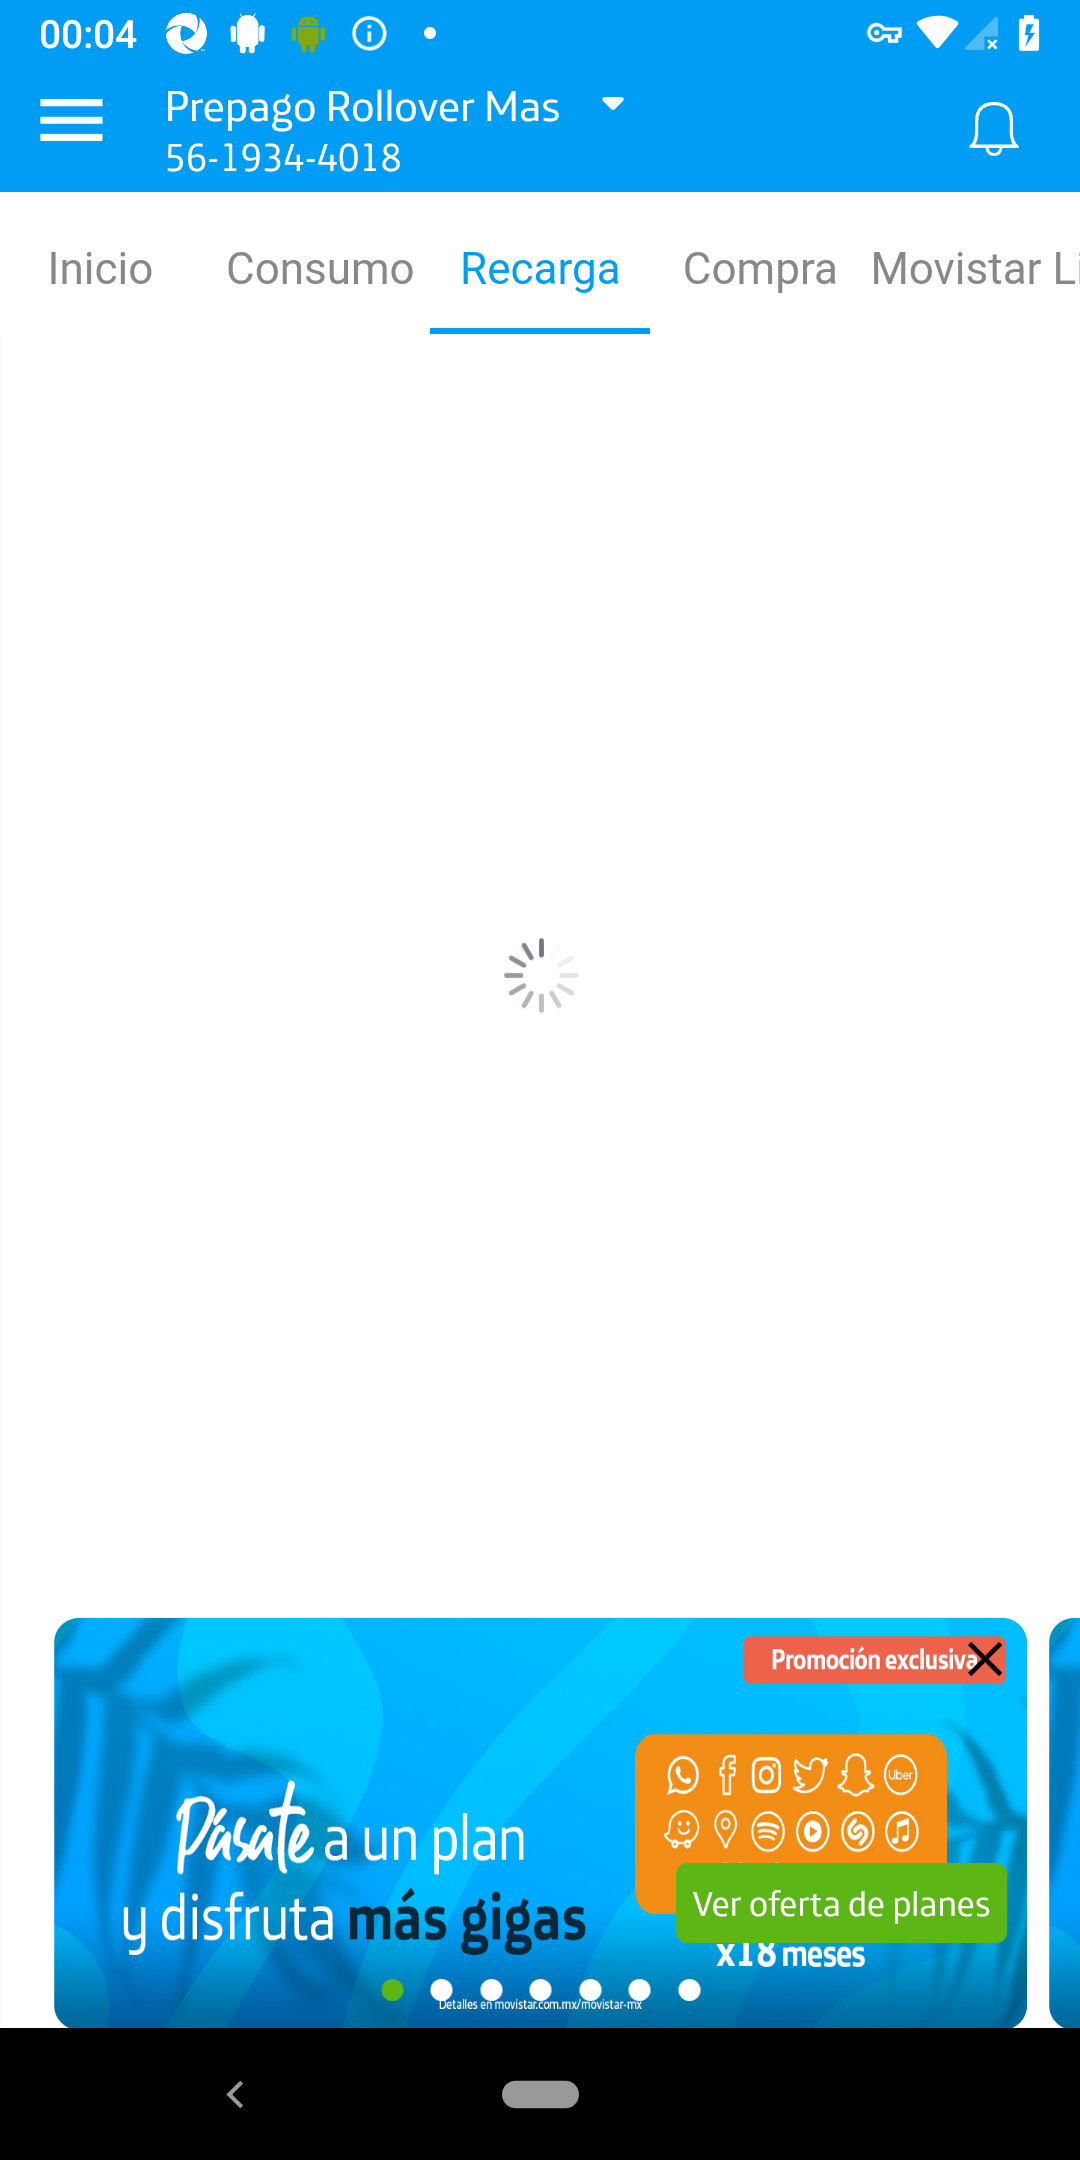 00:04
Prepago Rollover Mas
56-1934-4018
Inicio Consumo Recarga Compra Movistar Li
Promoción exclusiva
Uber
Pásate a un plan
y disfruta más gigas
Ver oferta de planes
x18 meses
Detalles en movistar.com.mx/movistar-mx